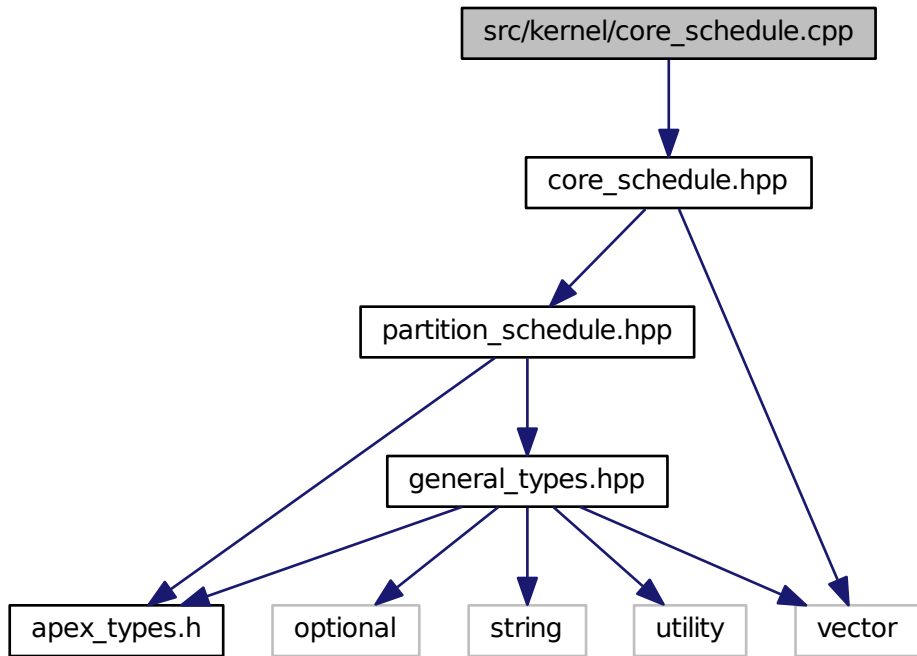 src/kernel/core_schedule.cpp
core_schedule.hpp
partition_schedule.hpp
general_types.hpp
apex_types.h
optional
string
utility
vector